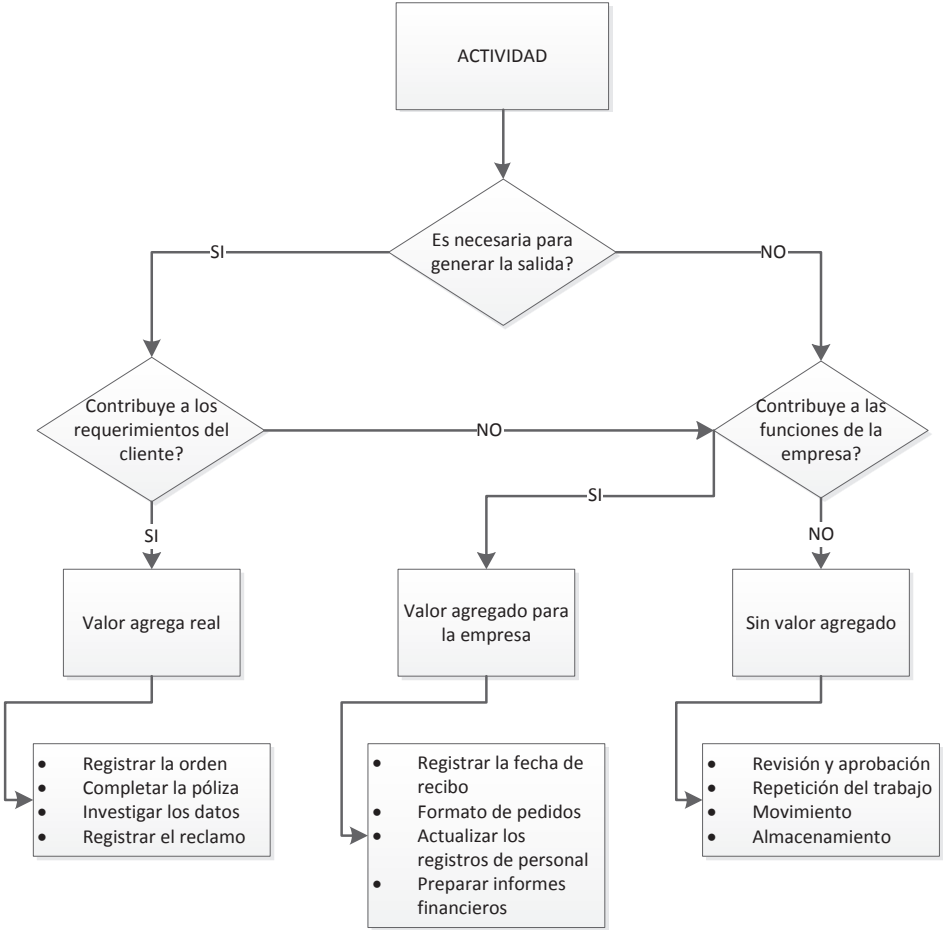 ACTIVIDAD
Es necesaria para
generar la salida?
SI
NO
Contribuye a los
requerimientos del
cliente?
NO
Contribuye a las
funciones de la
empresa?
SI
SI
NO
Valor agrega real
Valor agregado para
la empresa
Sin valor agregado
• Registrar la orden
• Completar la póliza
• Investigar los datos
• Registrar el reclamo
• Registrar la fecha de
recibo
• Formato de pedidos
• Actualizar los
registros de personal
• Preparar informes
financieros
• Revisión y aprobación
• Repetición del trabajo
• Movimiento
• Almacenamiento